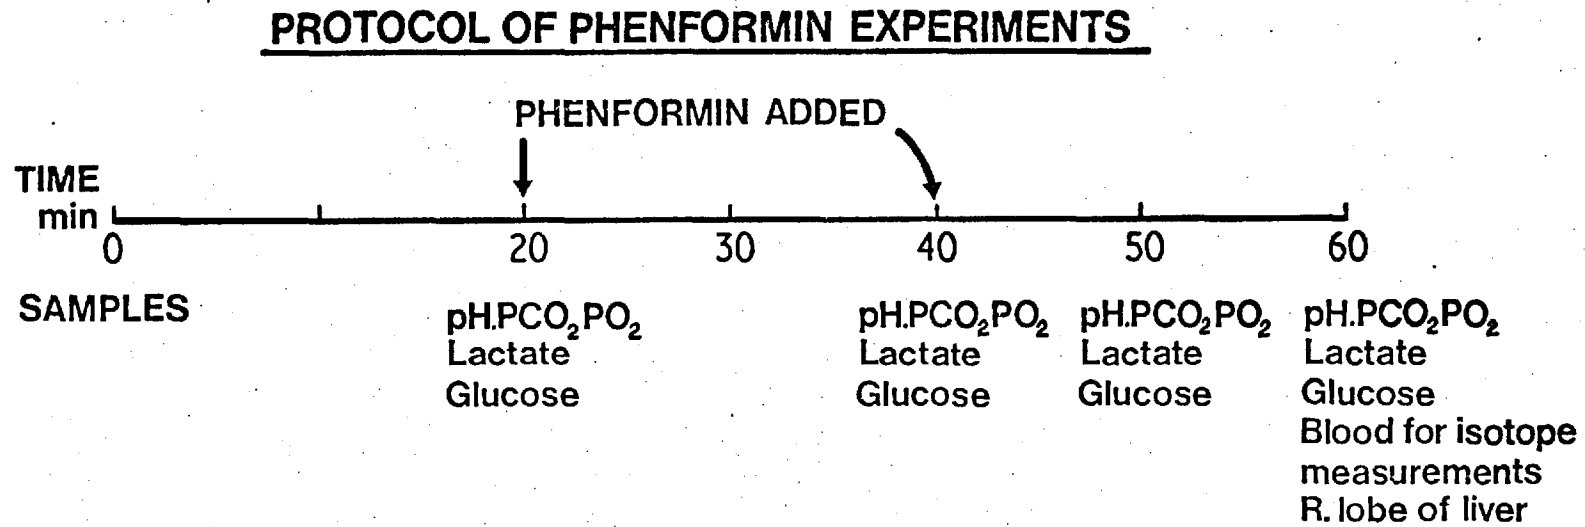 PROTOCOL OF PHENFORMIN EXPERIMENTS
PHENFORMIN ADDED
TIME
min
0 20 30 40 50 60
SAMPLES
pH.PCO₂PO₂ pH.PCO₂PO₂ pH.PCO₂PO₂ pH.PCO₂PO₂
Lactate Lactate Lactate Lactate
Glucose Glucose Glucose Glucose
Blood for isotope
measurements
R. lobe of liver